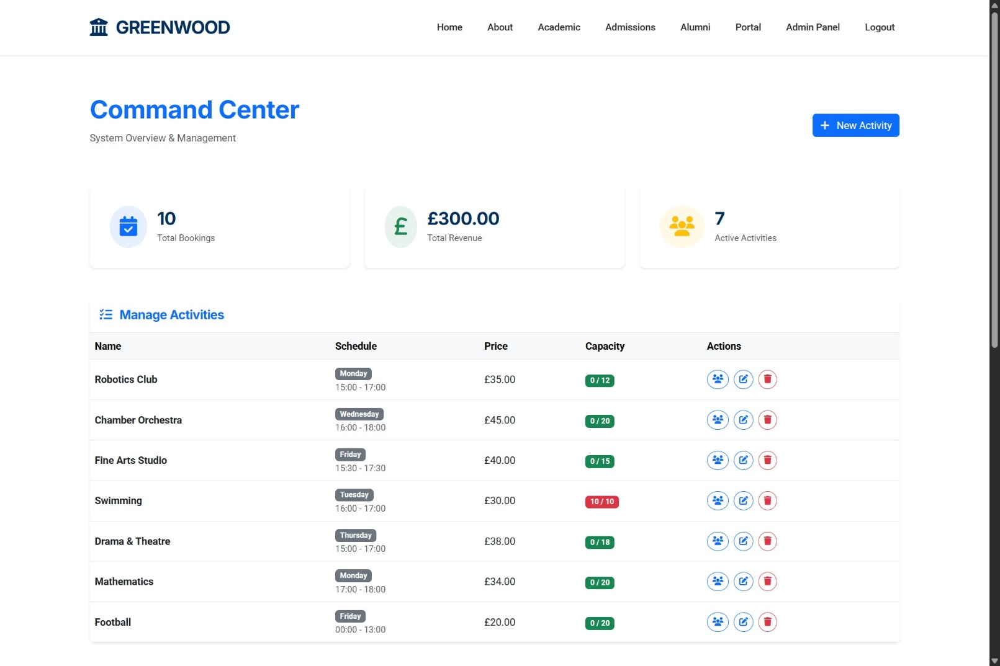 GREENWOOD
Home About Academic Admissions Alumni Portal Admin Panel Logout
Command Center
System Overview & Management
New Activity
10
Total Bookings
£300.00
Total Revenue
7
Active Activities
Manage Activities
Name Schedule Price Capacity Actions
Robotics Club Monday £35.00 0 / 12
15:00 - 17:00
Chamber Orchestra Wednesday £45.00 0 / 20
16:00 - 18:00
Fine Arts Studio Friday £40.00 0 / 15
15:30 - 17:30
Swimming Tuesday £30.00 10 / 10
16:00 - 17:00
Drama & Theatre Thursday £38.00 0 / 18
15:00 - 17:00
Mathematics Monday £34.00 0 / 20
17:00 - 18:00
Football Friday £20.00 0 / 20
00:00 - 13:00